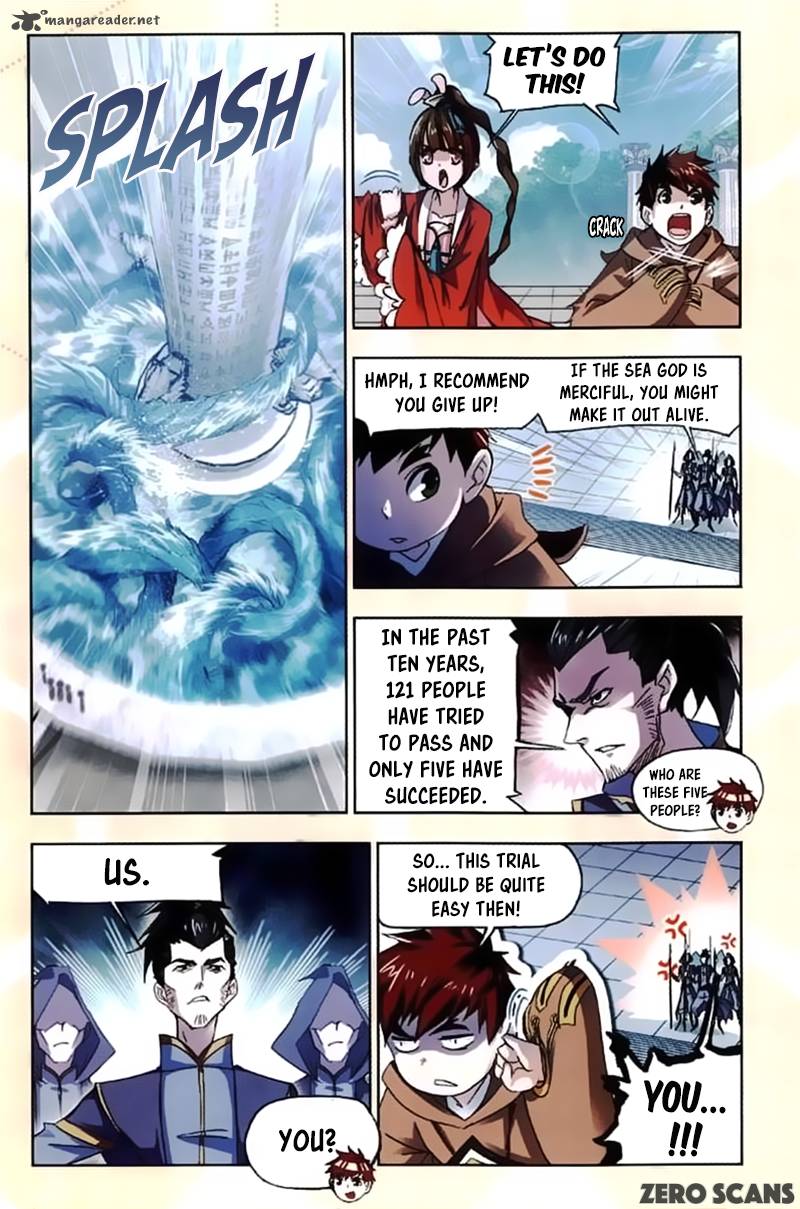 mangareader.net
SPLASH
LET'S DO
THIS!
CRACK
HMPH, I RECOMMEND
YOU GIVE UP!
IF THE SEA GOD IS
MERCIFUL, YOU MIGHT
MAKE IT OUT ALIVE.
IN THE PAST
TEN YEARS,
121 PEOPLE
HAVE TRIED
TO PASS AND
ONLY FIVE HAVE
SUCCEEDED.
WHO ARE
THESE FIVE
PEOPLE?
US.
YOU?
SO... THIS TRIAL
SHOULD BE QUITE
EASY THEN!
YOU...
!!!
ZERO SCANS